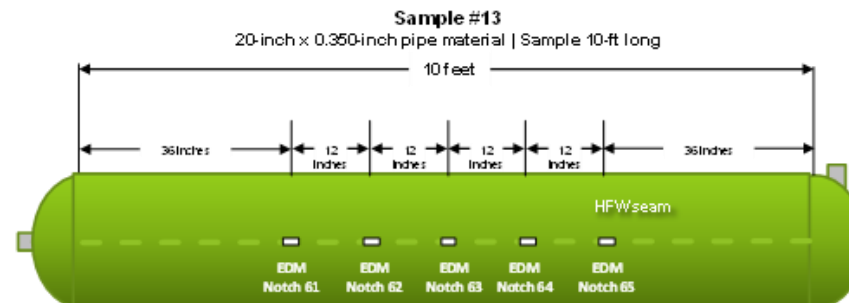 Sample #13
20-inch x 0.350-inch pipe material | Sample 10-ft long
10 feet
36 inches
12 inches
12 inches
12 inches
12 inches
36 inches
HFW seam
EDM Notch 61
EDM Notch 62
EDM Notch 63
EDM Notch 64
EDM Notch 65